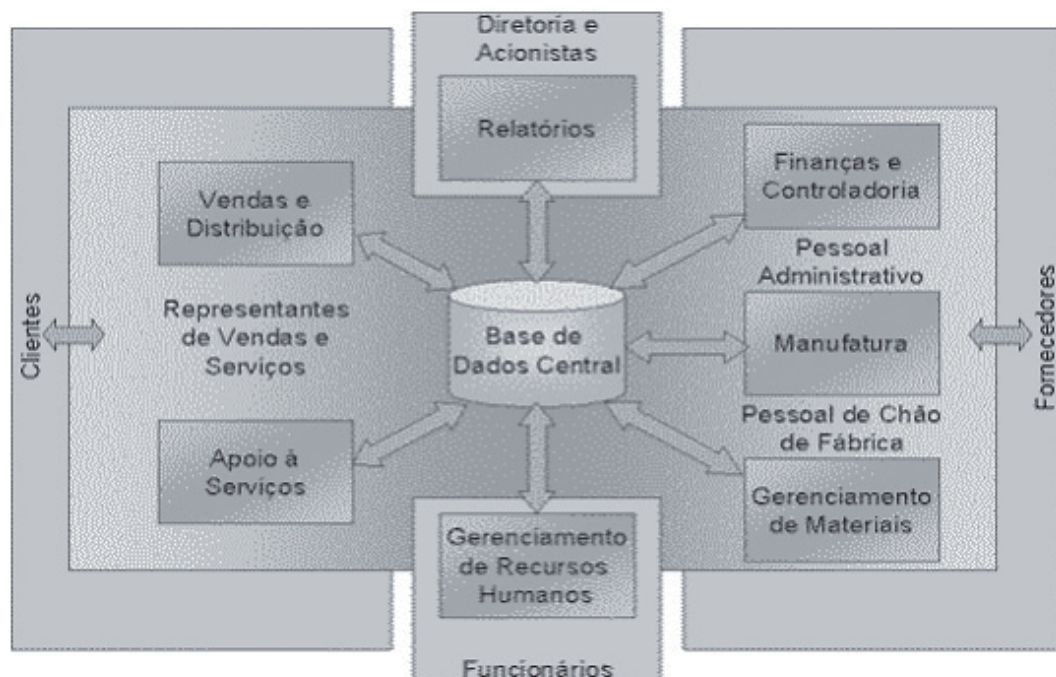 Diretoria e
Acionistas
Relatórios
Vendas e
Distribuição
Finanças e
Controladoria
Pessoal
Administrativo
Clientes
Representantes
de Vendas e
Serviços
Base de
Dados Central
Manufatura
Fornecedores
Pessoal de Chão
de Fábrica
Apoio à
Serviços
Gerenciamento
de Materiais
Gerenciamento
de Recursos
Humanos
Funcionários